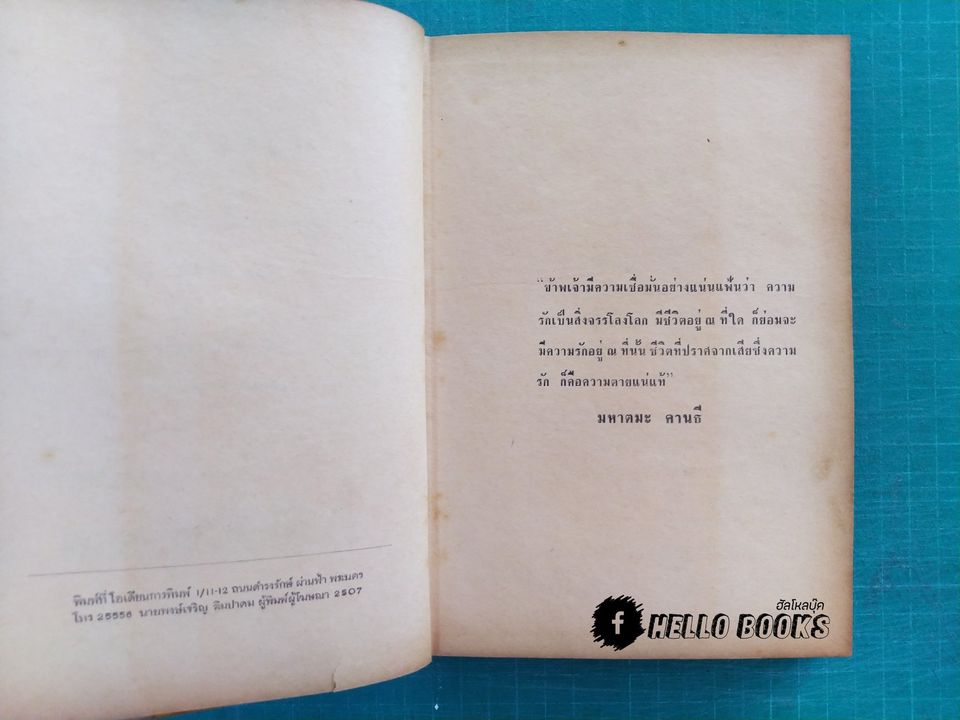 พิมพ์ที่ โอเดียนการพิมพ์ 1/11-12 ถนนดำรงรักษ์ ผ่านฟ้า พระนคร
โทร 25556 นายพงษ์เจริญ ลิมปาคม ผู้พิมพ์ผู้โฆษณา 2507
“ข้าพเจ้ามีความเชื่อมั่นอย่างแน่นแฟ้นว่า ความ
รักเป็นสิ่งจรรโลงโลก มีชีวิตอยู่ ณ ที่ใด ก็ย่อมจะ
มีความรักอยู่ ณ ที่นั้น ชีวิตที่ปราศจากเสียซึ่งความ
รัก ก็คือความตายแน่แท้”
มหาตมะ คานธี
ฮัลโหลบุ๊ค
f HELLO BOOKS